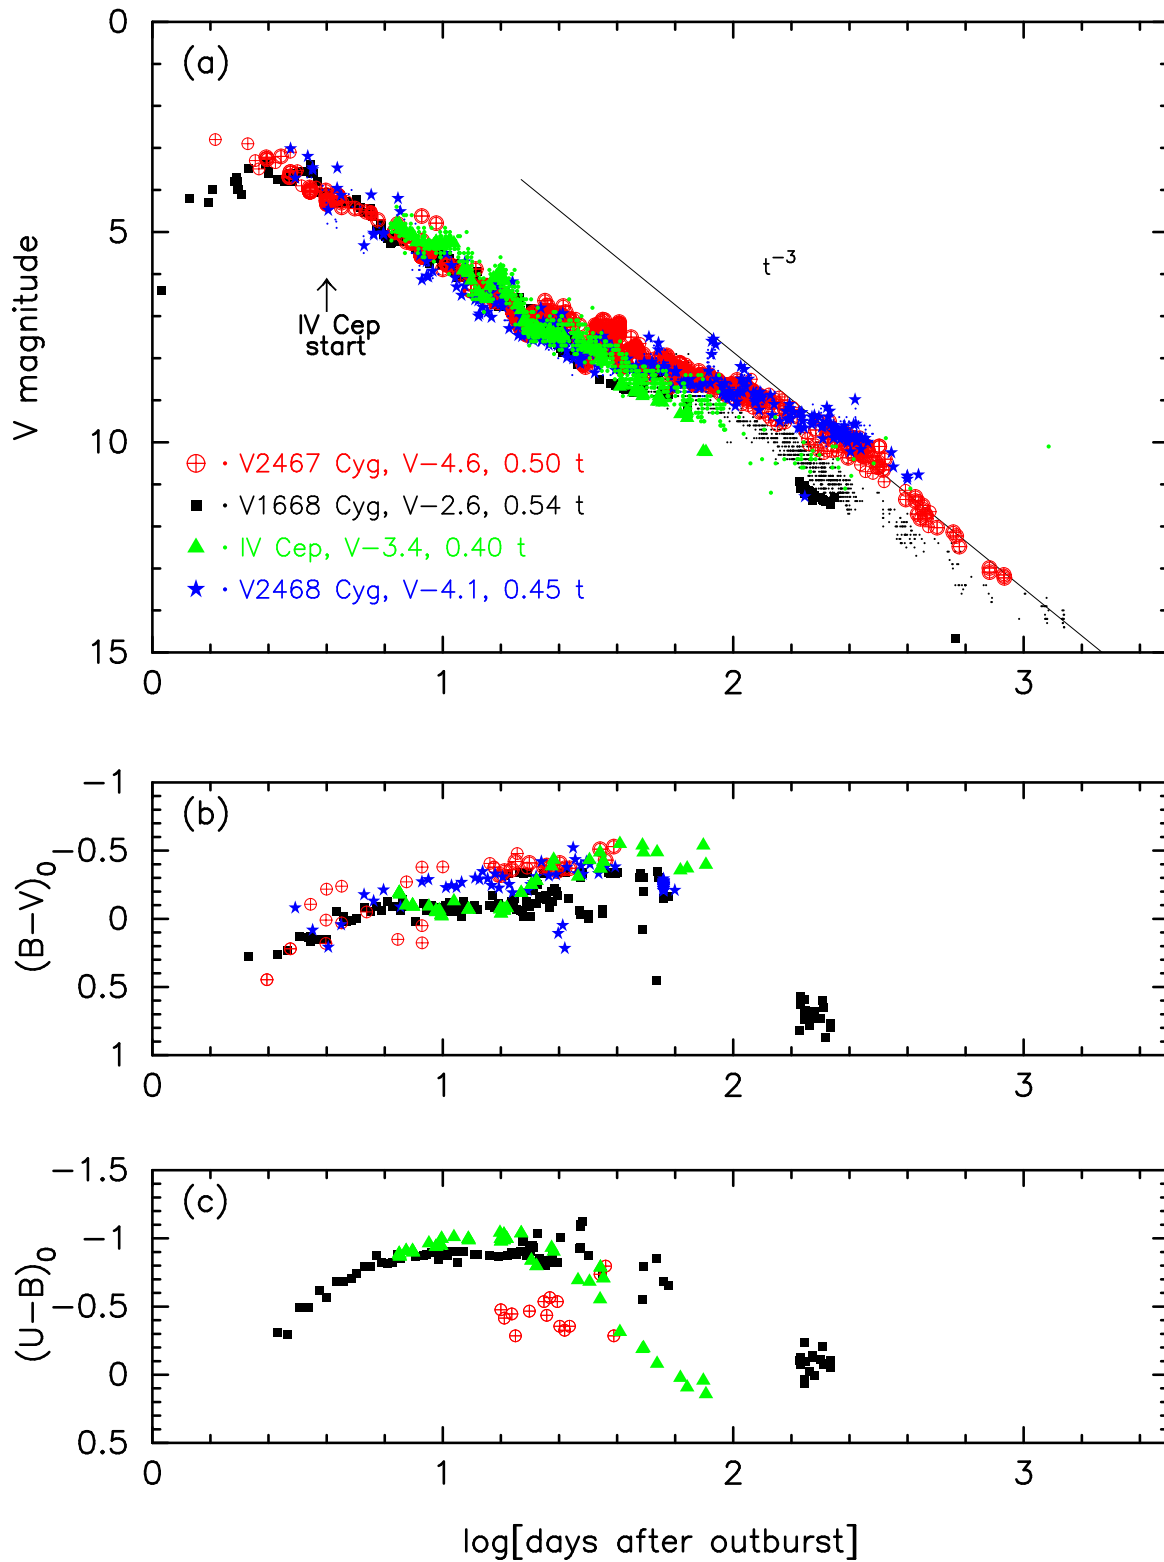 0
(a)
5
V magnitude
t−3
IV Cep
start
10
⊕ · V2467 Cyg, V−4.6, 0.50 t
■ · V1668 Cyg, V−2.6, 0.54 t
▲ · IV Cep, V−3.4, 0.40 t
★ · V2468 Cyg, V−4.1, 0.45 t
15
0 1 2 3
−1
(b)
−0.5
(B−V)0
0
0.5
1
0 1 2 3
−1.5
(c)
−1
(U−B)0
−0.5
0
0.5
0 1 2 3
log[days after outburst]